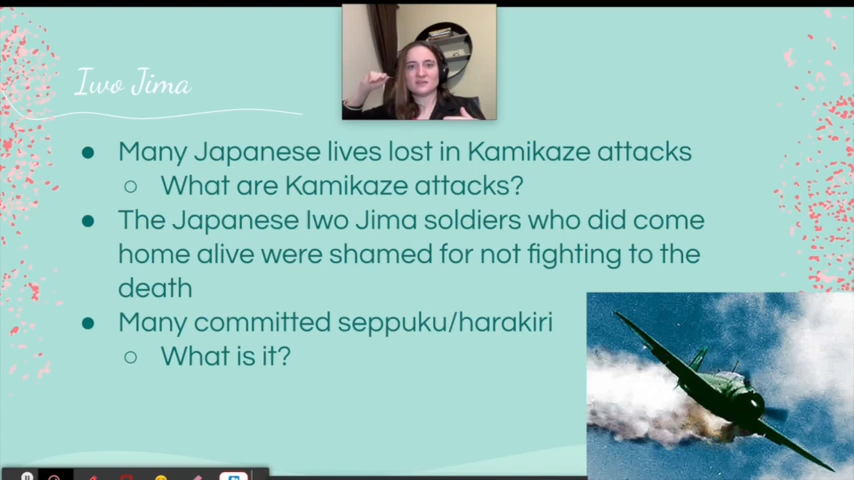 Iwo Jima
● Many Japanese lives lost in Kamikaze attacks
○ What are Kamikaze attacks?
● The Japanese Iwo Jima soldiers who did come
home alive were shamed for not fighting to the
death
● Many committed seppuku/harakiri
○ What is it?